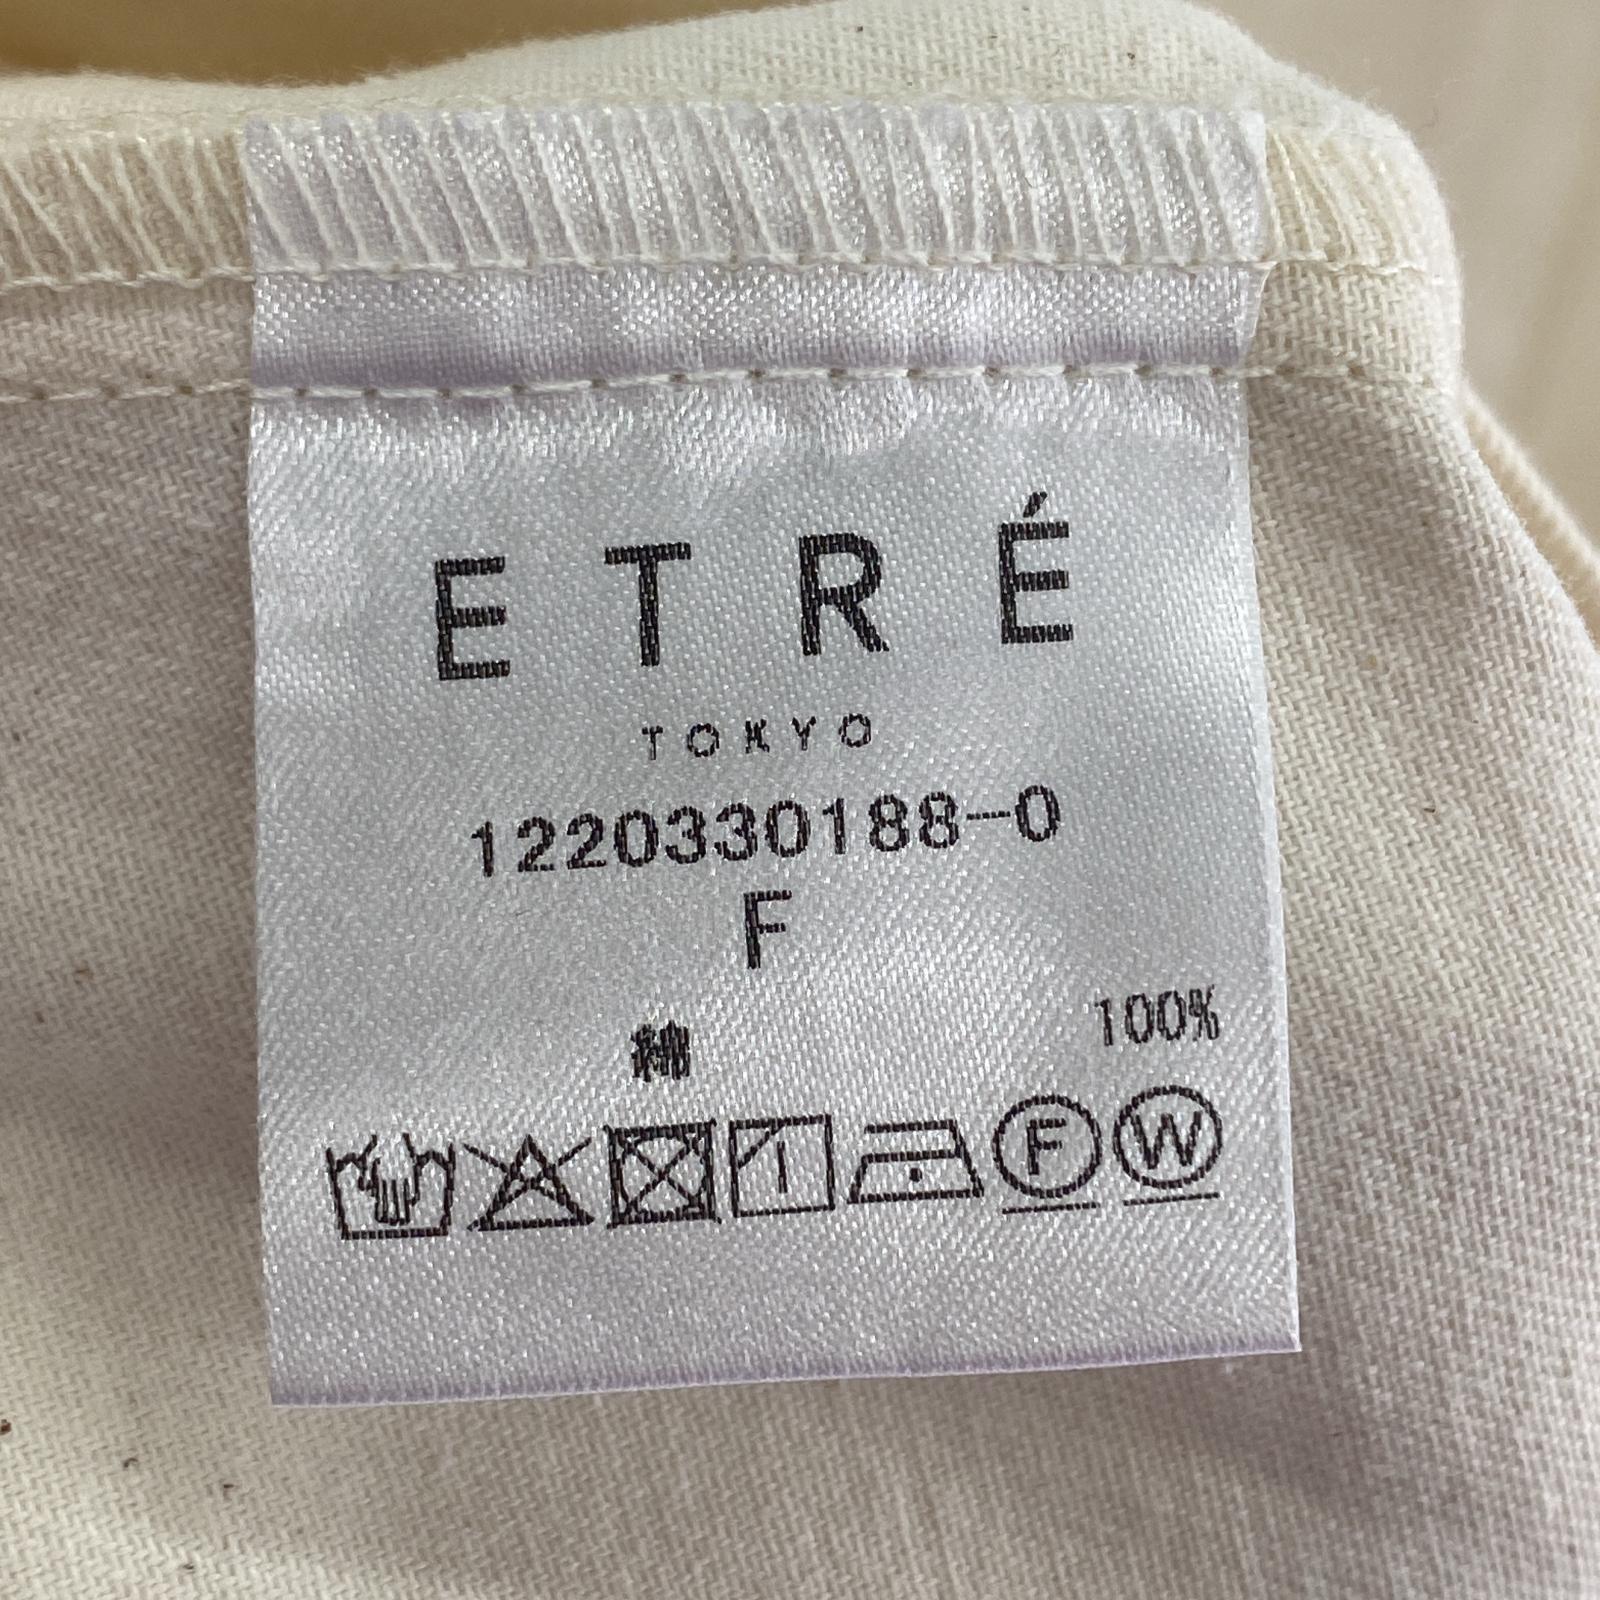 ETRÉ
TOKYO
1220330188-0
F
綿 100%
F W